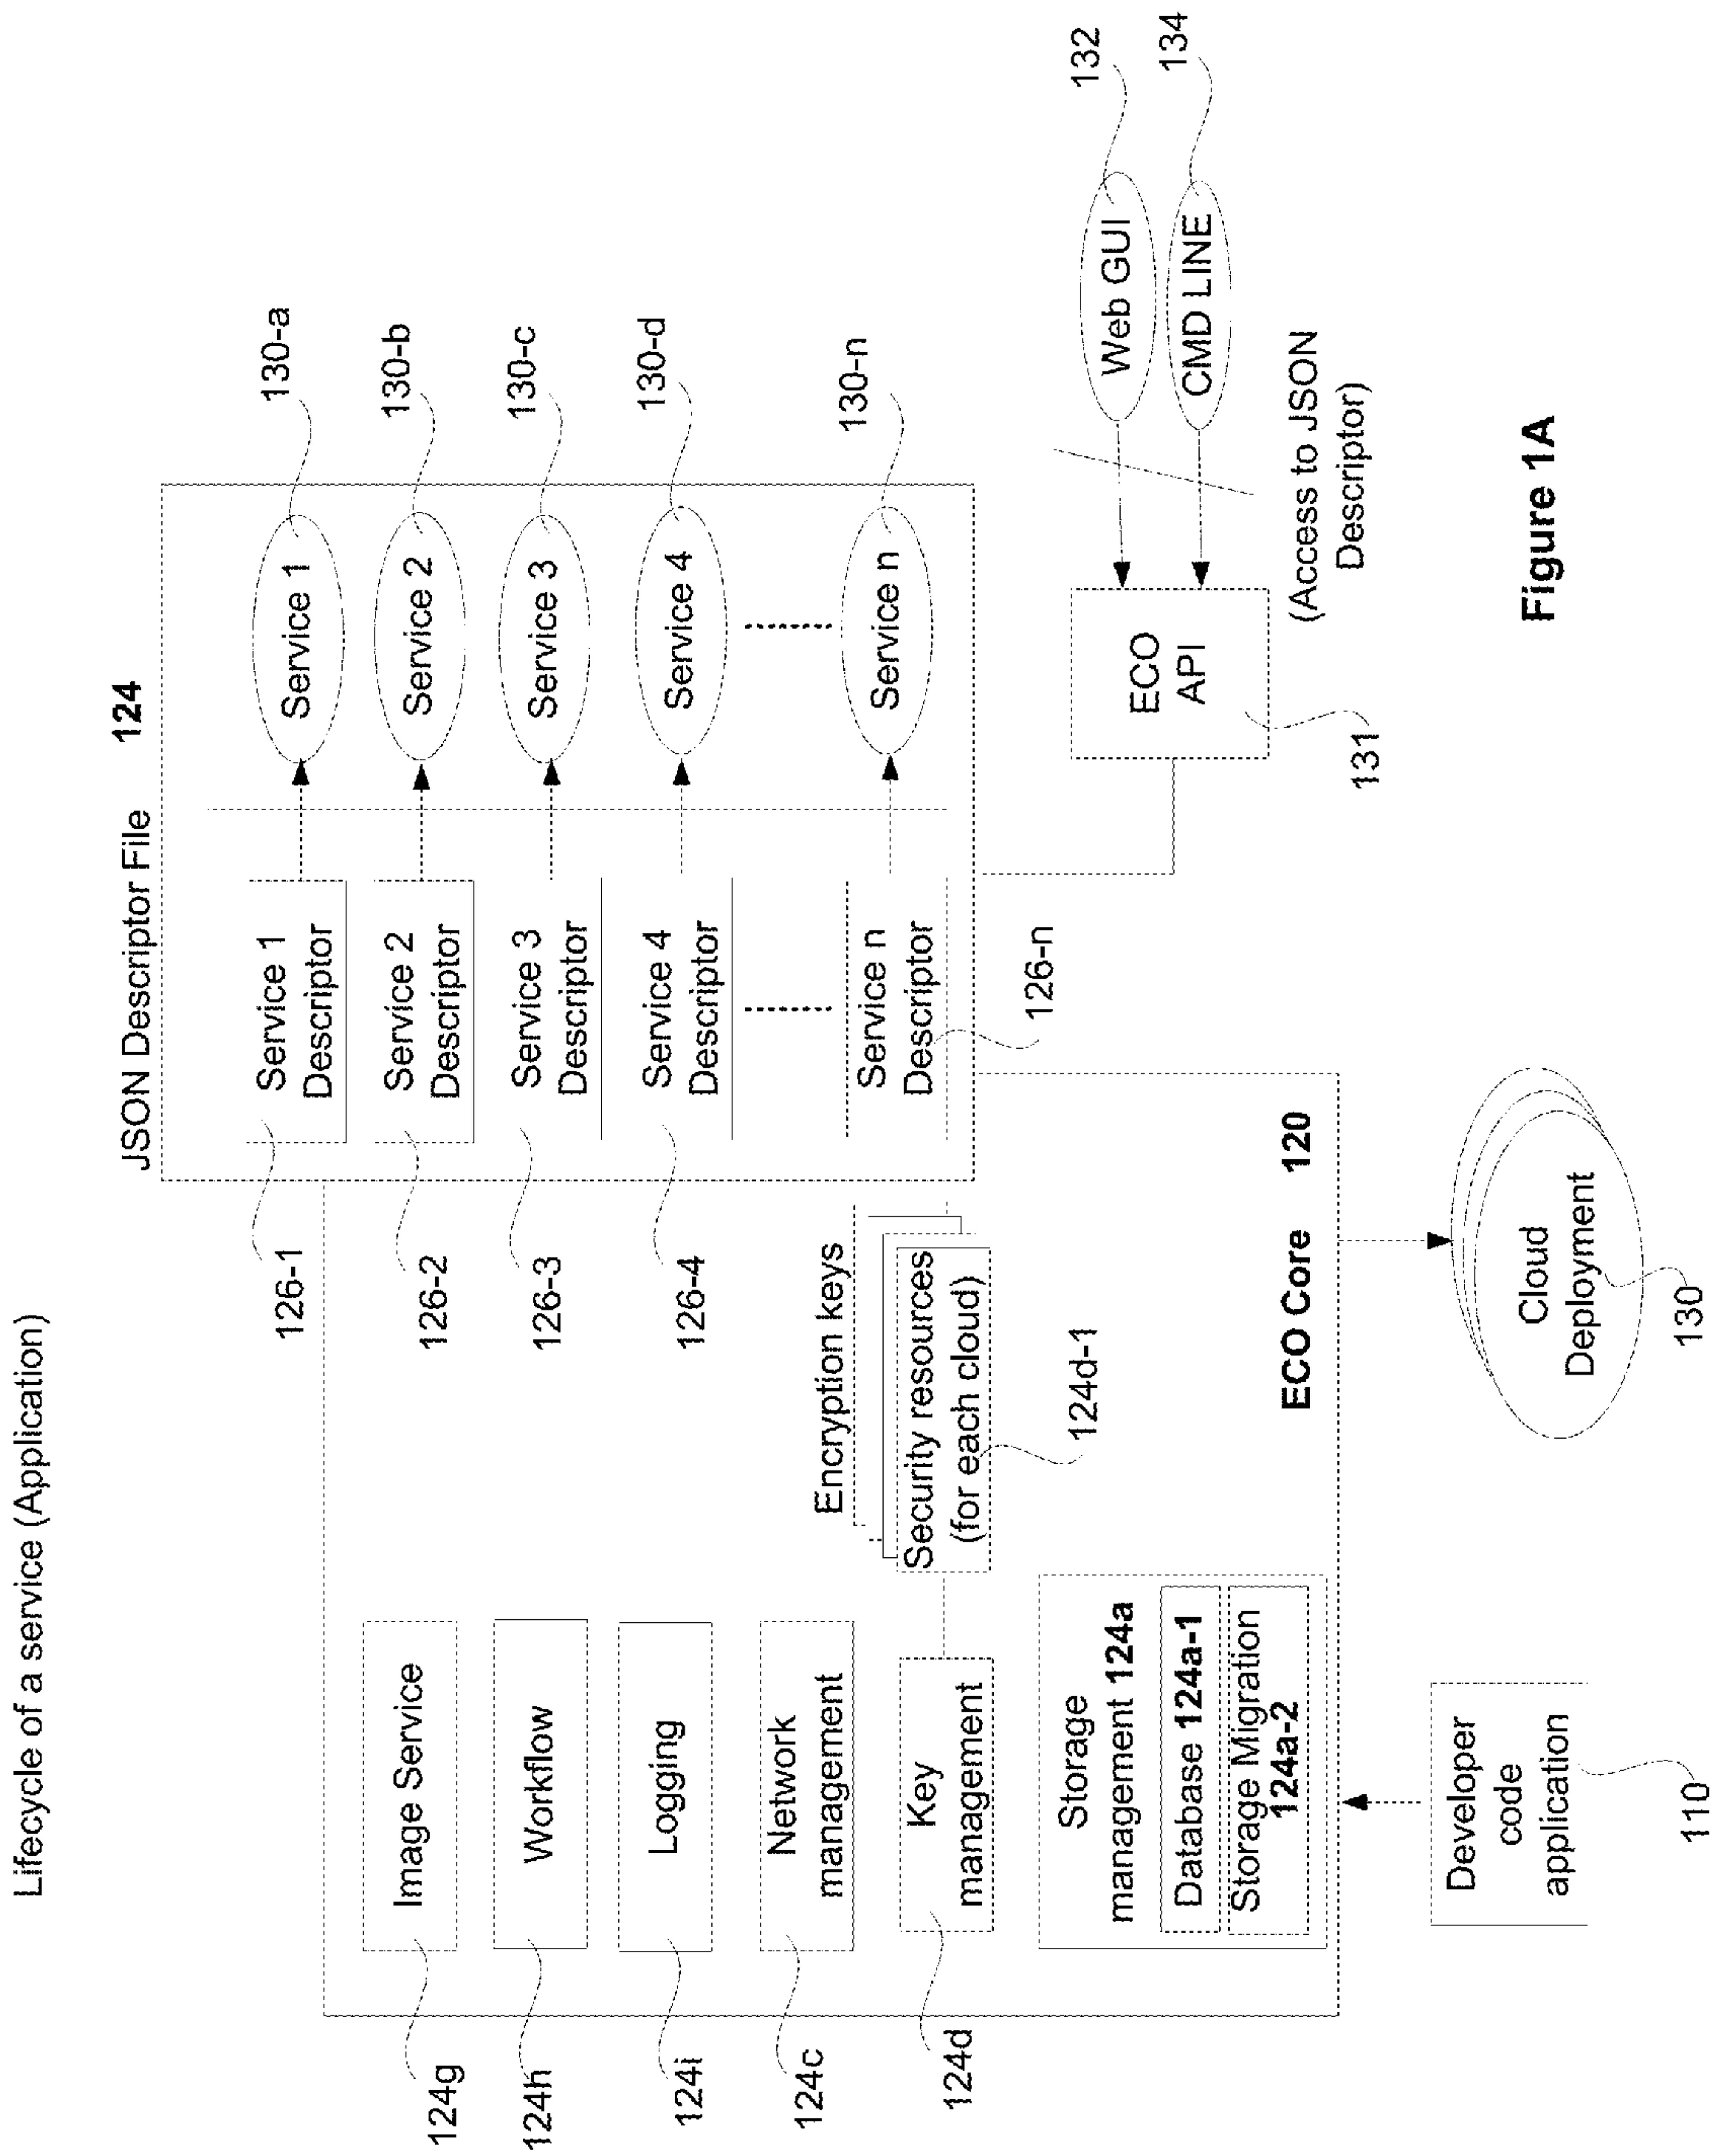 Lifecycle of a service (Application)
JSON Descriptor File 124
126-1
Service 1
Descriptor
Service 1
130-a
126-2
Service 2
Descriptor
Service 2
130-b
126-3
Service 3
Descriptor
Service 3
130-c
126-4
Service 4
Descriptor
Service 4
130-d
Service n
Descriptor
126-n
Service n
130-n
124g
Image Service
124h
Workflow
124i
Logging
124c
Network
management
124d
Key
management
Encryption keys
Security resources
(for each cloud)
124d-1
Storage
management 124a
Database 124a-1
Storage Migration
124a-2
ECO Core 120
ECO
API
131
Web GUI
132
CMD LINE
134
(Access to JSON
Descriptor)
Developer
code
application
110
Cloud
Deployment
130
Figure 1A